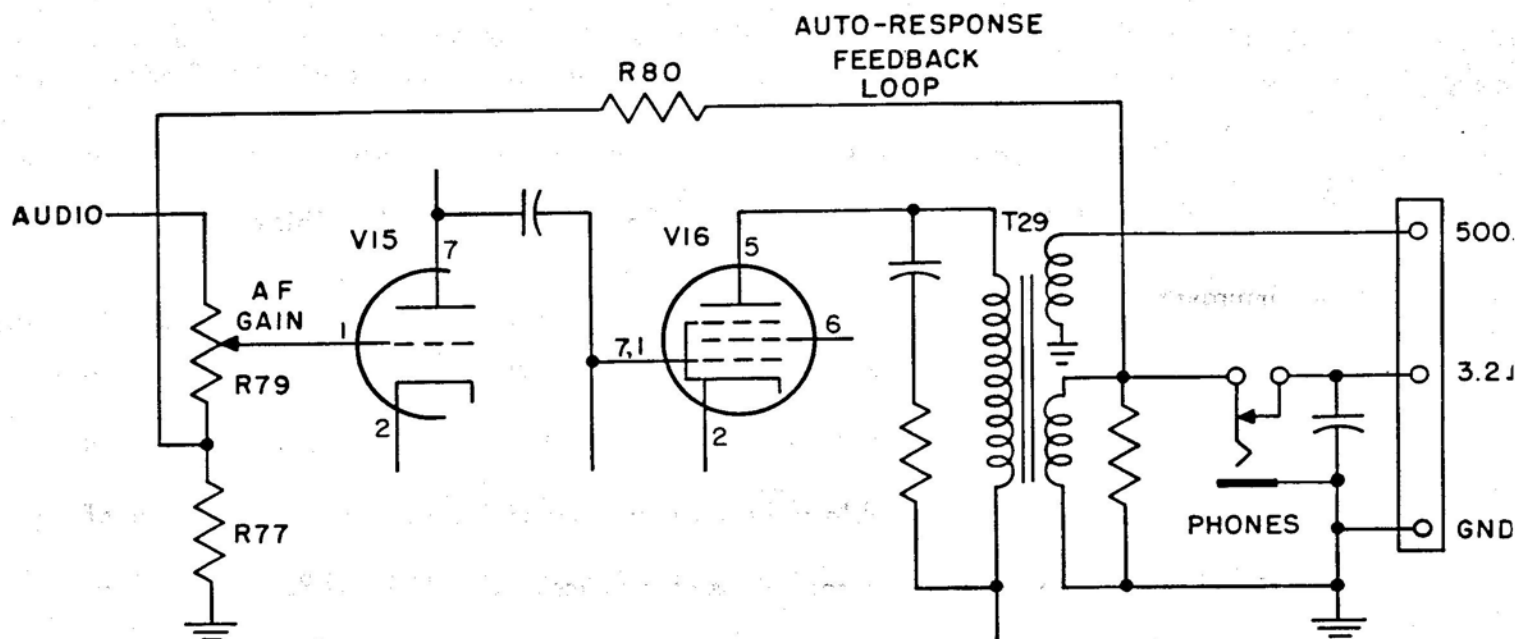 AUTO-RESPONSE
FEEDBACK
LOOP
R80
AUDIO
V15
7
V16
5
T29
500
AF
GAIN
1
7,1
6
3.2
R79
2
2
R77
PHONES
GND